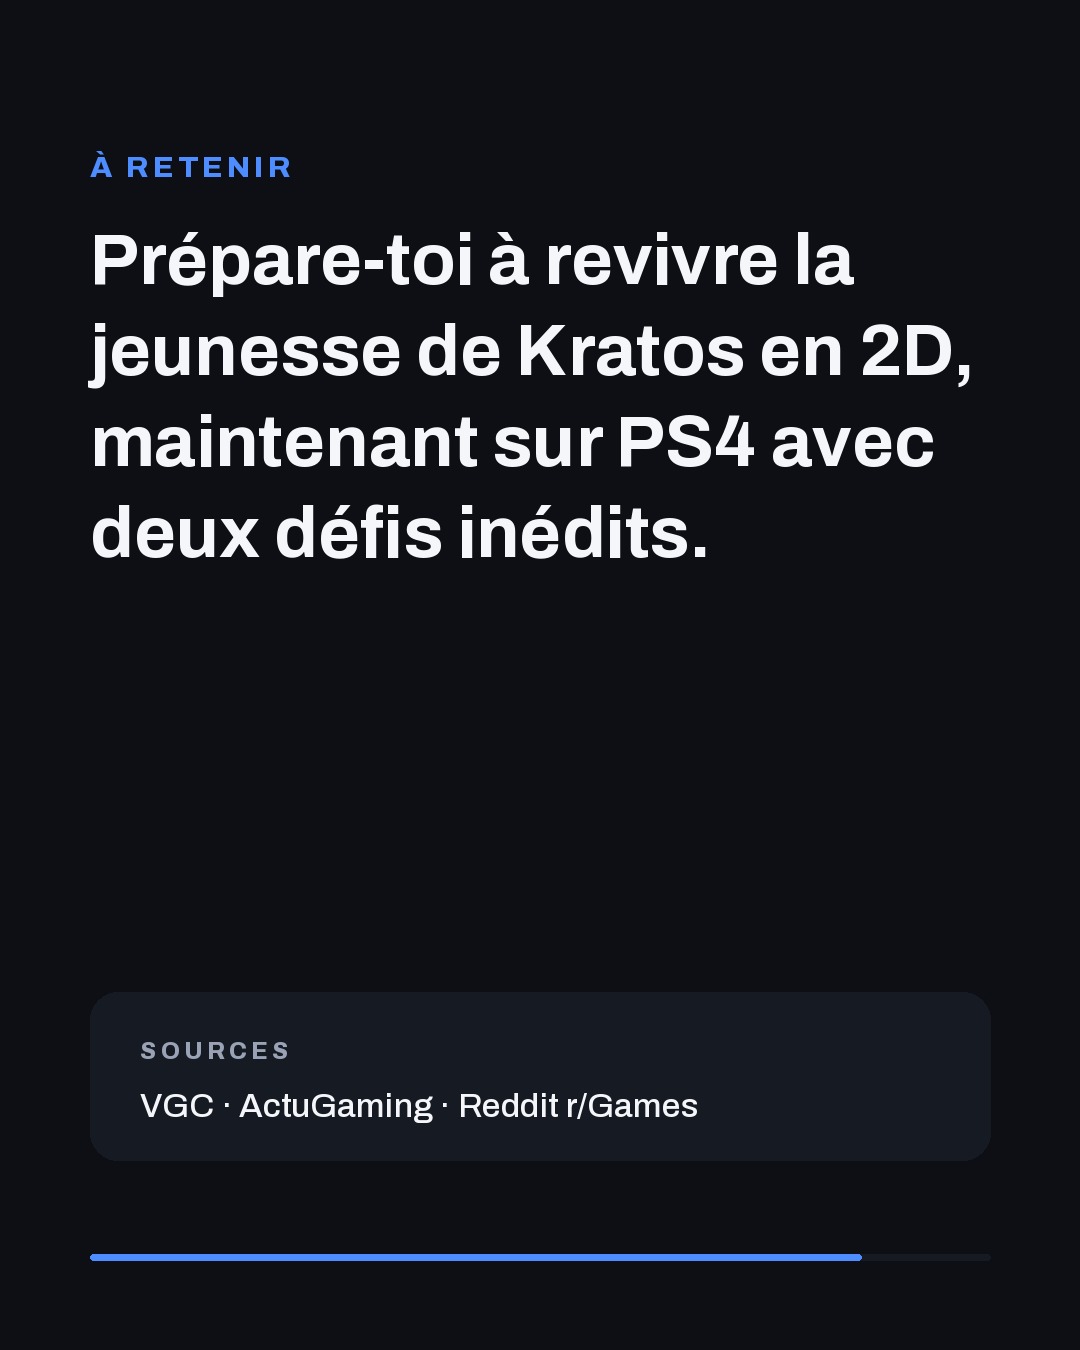 À RETENIR
Prépare-toi à revivre la
jeunesse de Kratos en 2D,
maintenant sur PS4 avec
deux défis inédits.
SOURCES
VGC · ActuGaming · Reddit r/Games